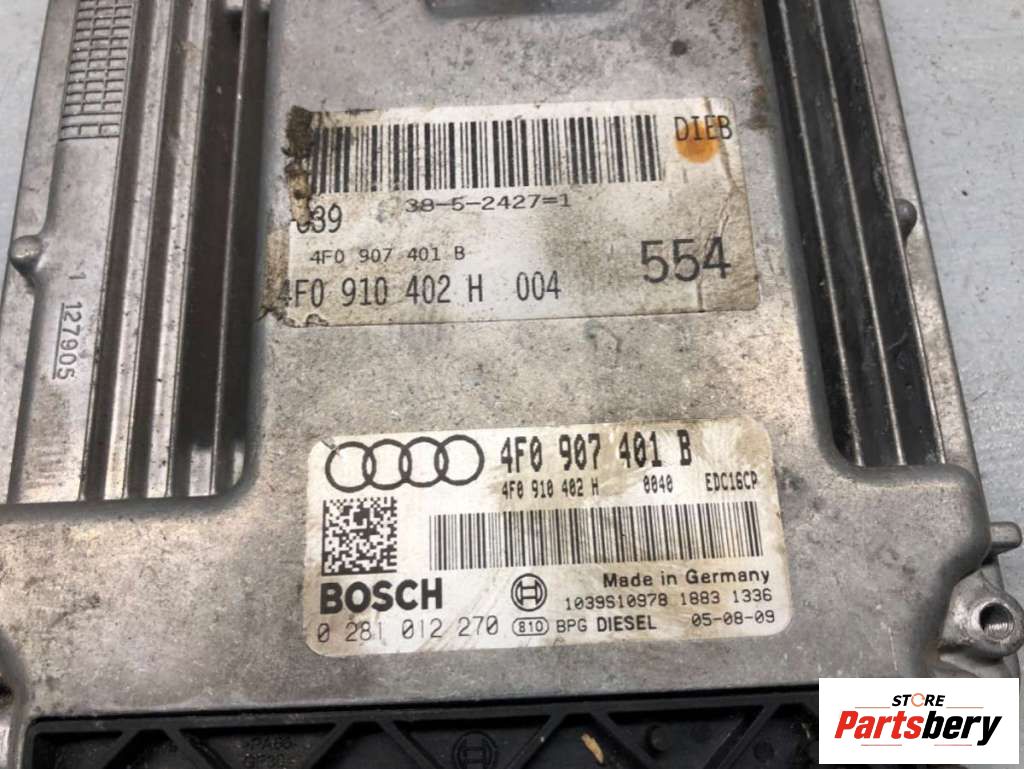 DIEB
039
38-5-2427=1
4F0 907 401 B
554
4F0 910 402 H 004
1 127905
4F0 907 401 B
4F0 910 402 H 0040 EDC16CP
BOSCH
Made in Germany
1039S10978 1883 1336
0 281 012 270 810 BPG DIESEL 05-08-09
STORE
Partsbery